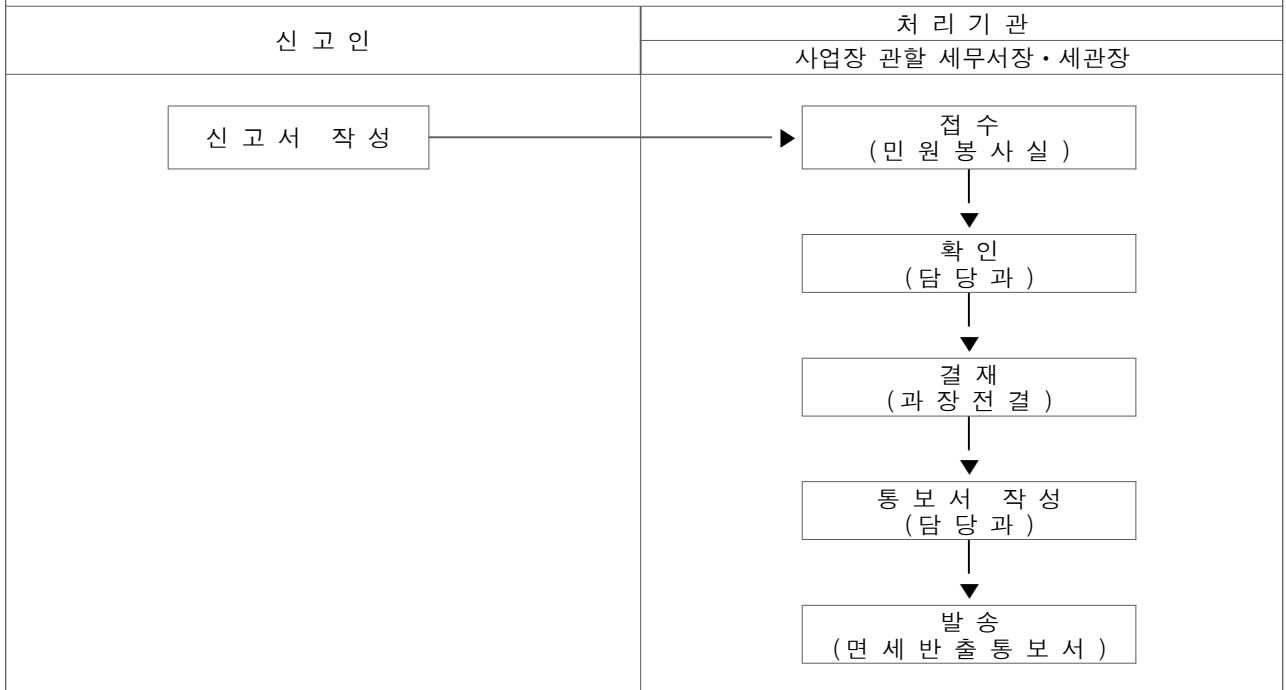 신 고 인
처 리 기 관
사업장 관할 세무서장·세관장
신 고 서 작 성
접 수
(민 원 봉 사 실)
확 인
(담 당 과)
결 재
(과 장 전 결)
통 보 서 작 성
(담 당 과)
발 송
(면 세 반 출 통 보 서)